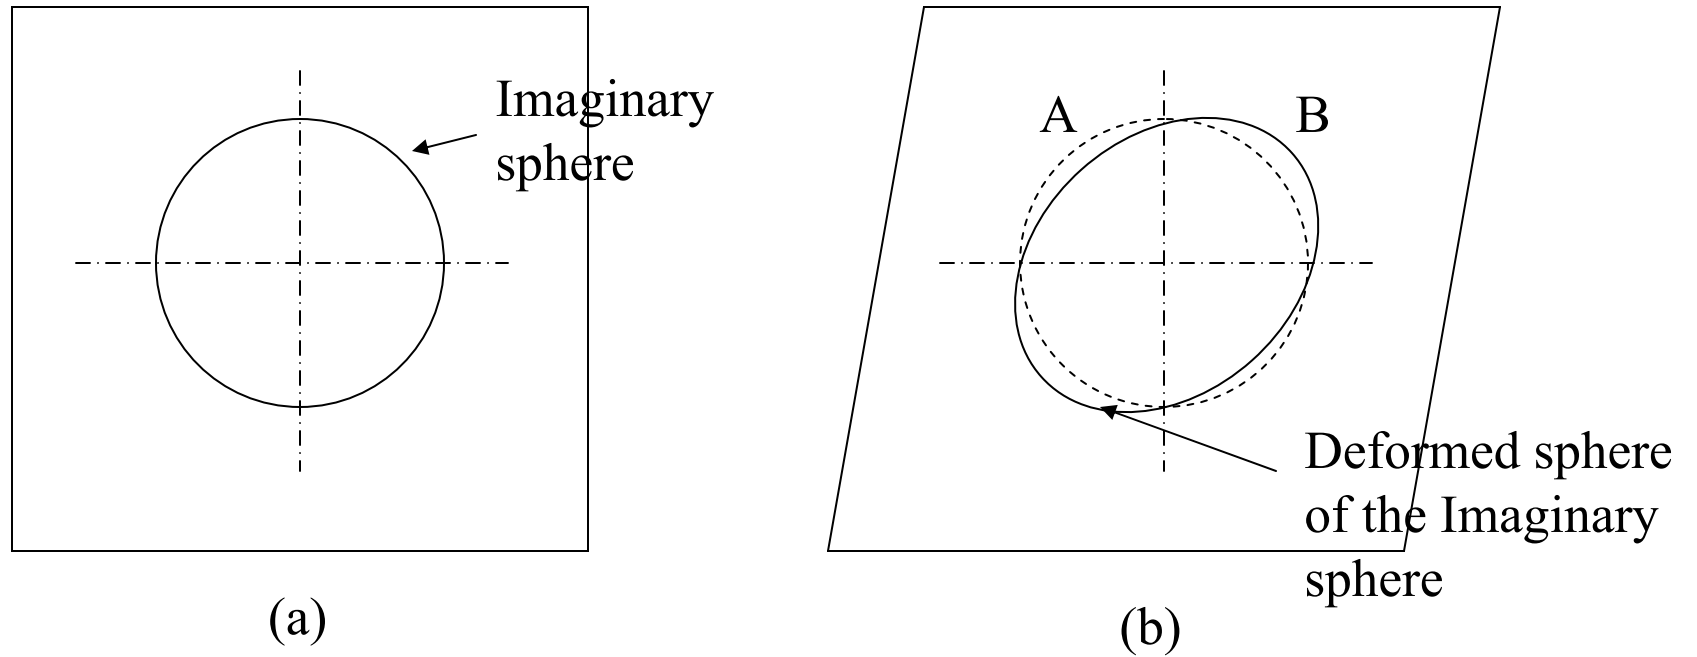 Imaginary
sphere
A
B
Deformed sphere
of the Imaginary
sphere
(a)
(b)